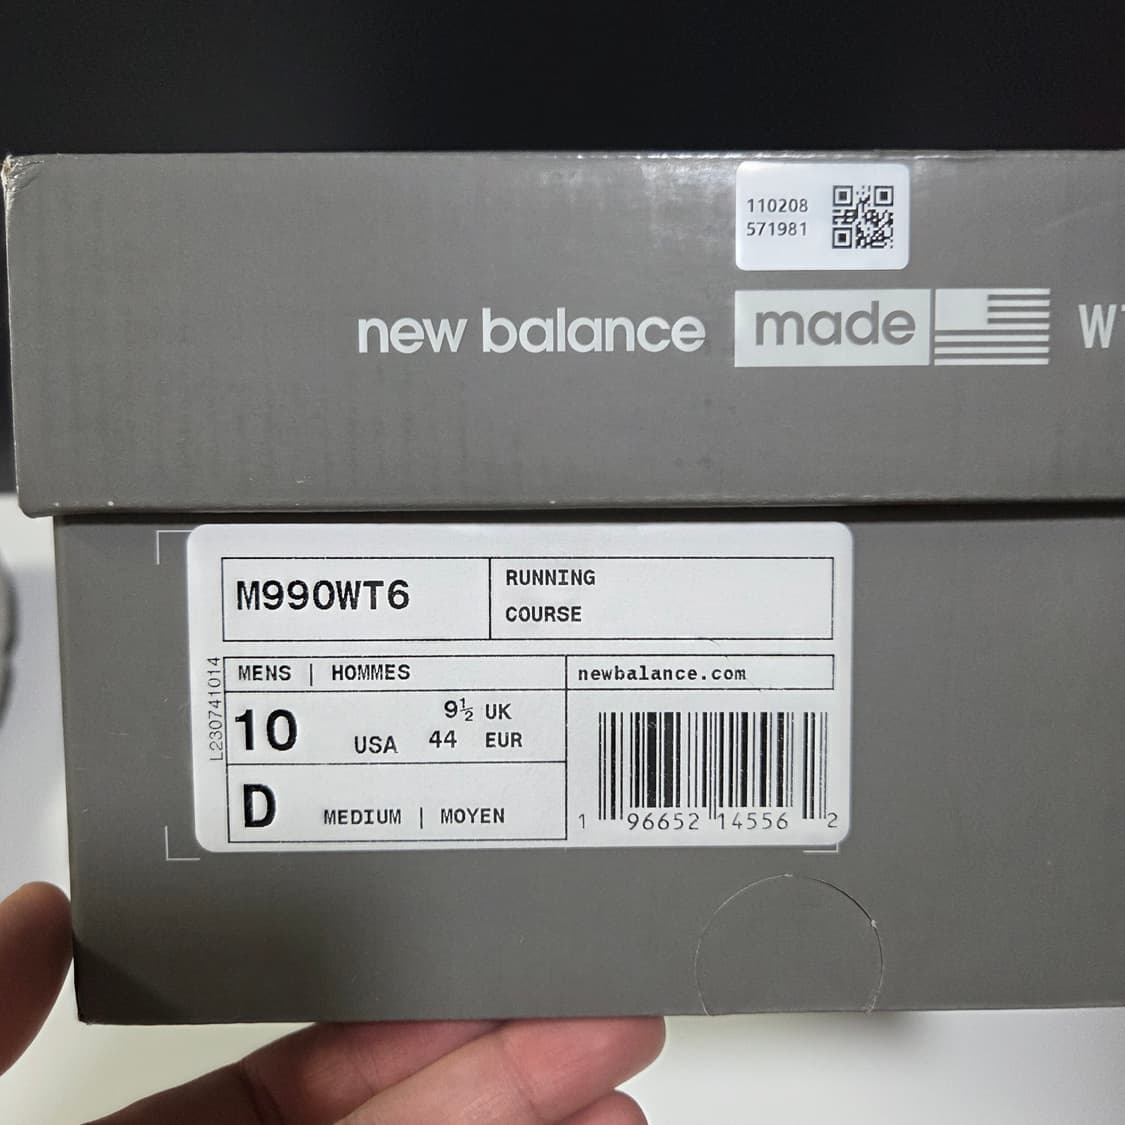 110208
571981
new balance made W
M990WT6
RUNNING
COURSE
MENS | HOMMES
newbalance.com
10 USA
9½ UK
44 EUR
D MEDIUM | MOYEN
L230741014
1 96652 14556 2